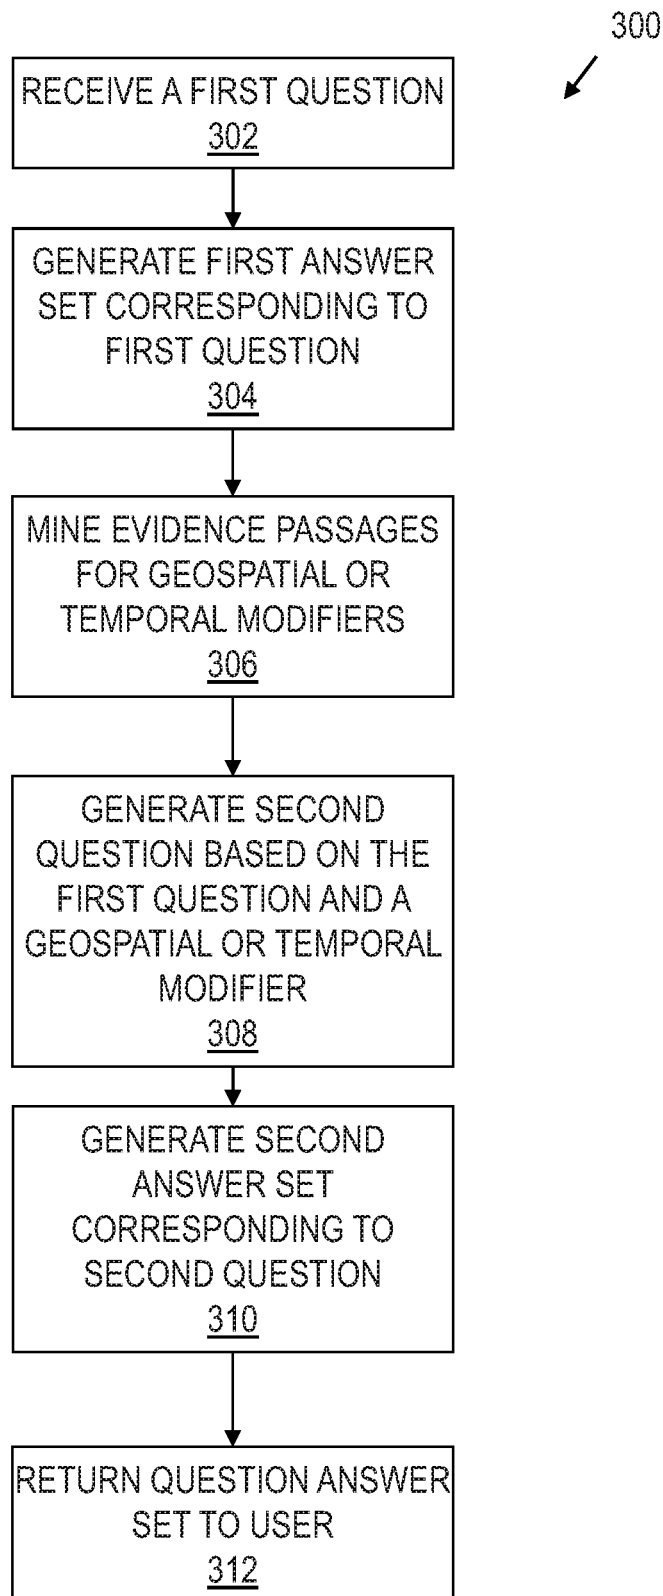 300
RECEIVE A FIRST QUESTION
302
GENERATE FIRST ANSWER
SET CORRESPONDING TO
FIRST QUESTION
304
MINE EVIDENCE PASSAGES
FOR GEOSPATIAL OR
TEMPORAL MODIFIERS
306
GENERATE SECOND
QUESTION BASED ON THE
FIRST QUESTION AND A
GEOSPATIAL OR TEMPORAL
MODIFIER
308
GENERATE SECOND
ANSWER SET
CORRESPONDING TO
SECOND QUESTION
310
RETURN QUESTION ANSWER
SET TO USER
312